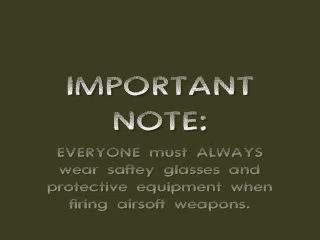 IMPORTANT
NOTE:
EVERYONE must ALWAYS
wear saftey glasses and
protective equipment when
firing airsoft weapons.